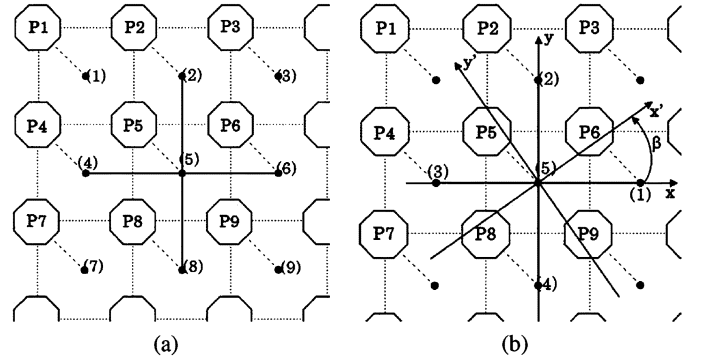 P1 P2 P3
(1) (2) (3)
P4 P5 P6
(4) (5) (6)
P7 P8 P9
(7) (8) (9)
(a)
P1 P2 P3
y
y'
(2)
x'
P4 P5 P6
β
(5)
(3) (1) x
P7 P8 P9
(4)
(b)